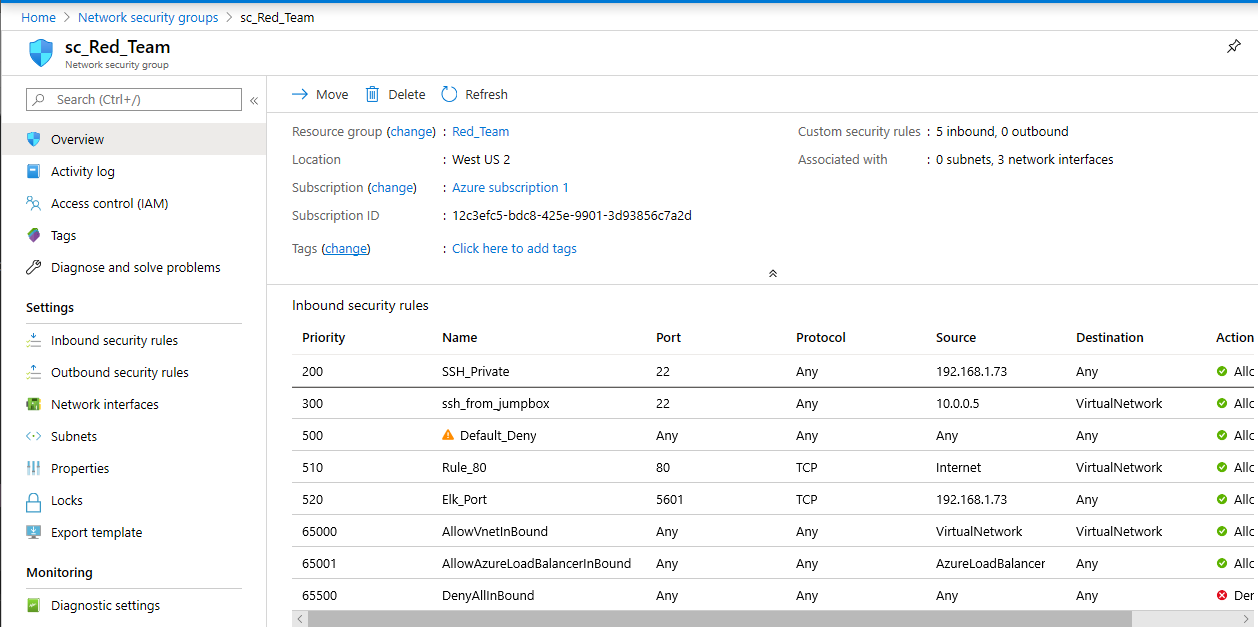 Home > Network security groups > sc_Red_Team
sc_Red_Team
Network security group
Search (Ctrl+/) «
Overview
Activity log
Access control (IAM)
Tags
Diagnose and solve problems
Settings
Inbound security rules
Outbound security rules
Network interfaces
Subnets
Properties
Locks
Export template
Monitoring
Diagnostic settings
Move Delete Refresh
Resource group (change) : Red_Team
Location : West US 2
Subscription (change) : Azure subscription 1
Subscription ID : 12c3efc5-bdc8-425e-9901-3d93856c7a2d
Tags (change) : Click here to add tags
Custom security rules : 5 inbound, 0 outbound
Associated with : 0 subnets, 3 network interfaces
Inbound security rules
Priority Name Port Protocol Source Destination Action
200 SSH_Private 22 Any 192.168.1.73 Any Allo
300 ssh_from_jumpbox 22 Any 10.0.0.5 VirtualNetwork Allo
500 Default_Deny Any Any Any Any Allo
510 Rule_80 80 TCP Internet VirtualNetwork Allo
520 Elk_Port 5601 TCP 192.168.1.73 Any Allo
65000 AllowVnetInBound Any Any VirtualNetwork VirtualNetwork Allo
65001 AllowAzureLoadBalancerInBound Any Any AzureLoadBalancer Any Allo
65500 DenyAllInBound Any Any Any Any Den